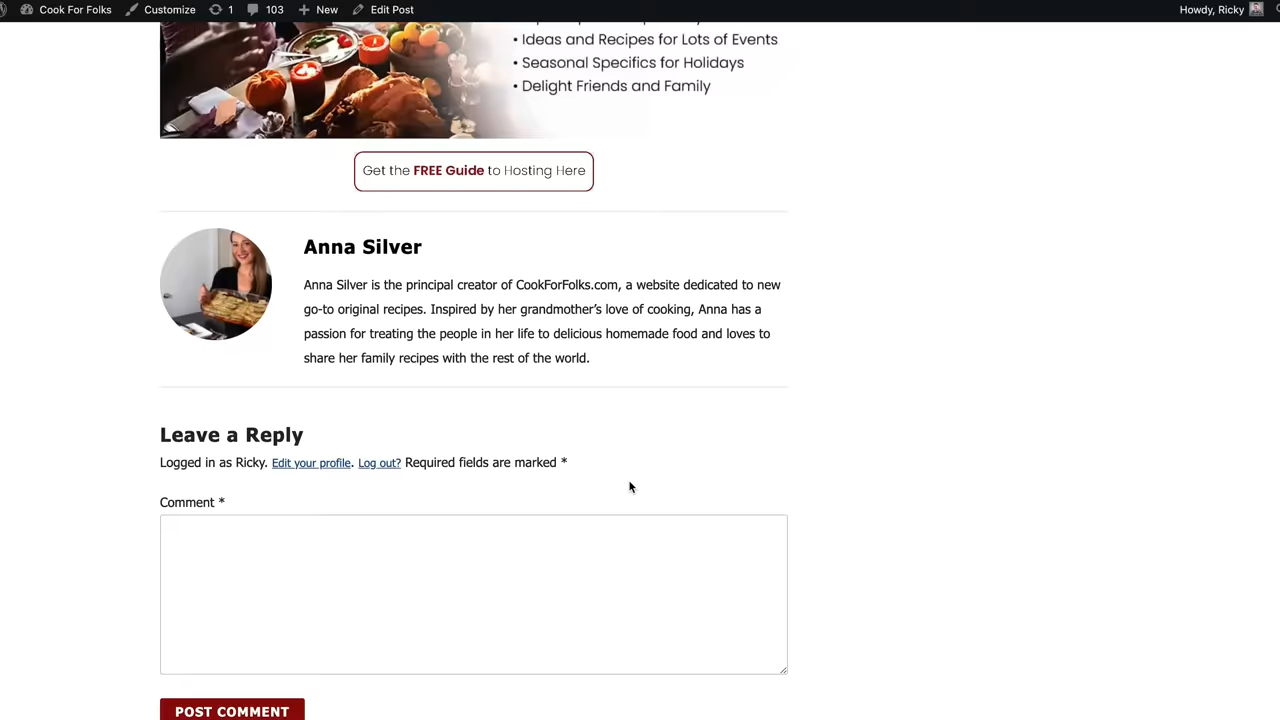 Cook For Folks Customize 1 103 New Edit Post Howdy, Ricky
• Ideas and Recipes for Lots of Events
• Seasonal Specifics for Holidays
• Delight Friends and Family
Get the FREE Guide to Hosting Here
Anna Silver
Anna Silver is the principal creator of CookForFolks.com, a website dedicated to new
go-to original recipes. Inspired by her grandmother’s love of cooking, Anna has a
passion for treating the people in her life to delicious homemade food and loves to
share her family recipes with the rest of the world.
Leave a Reply
Logged in as Ricky. Edit your profile. Log out? Required fields are marked *
Comment *
POST COMMENT